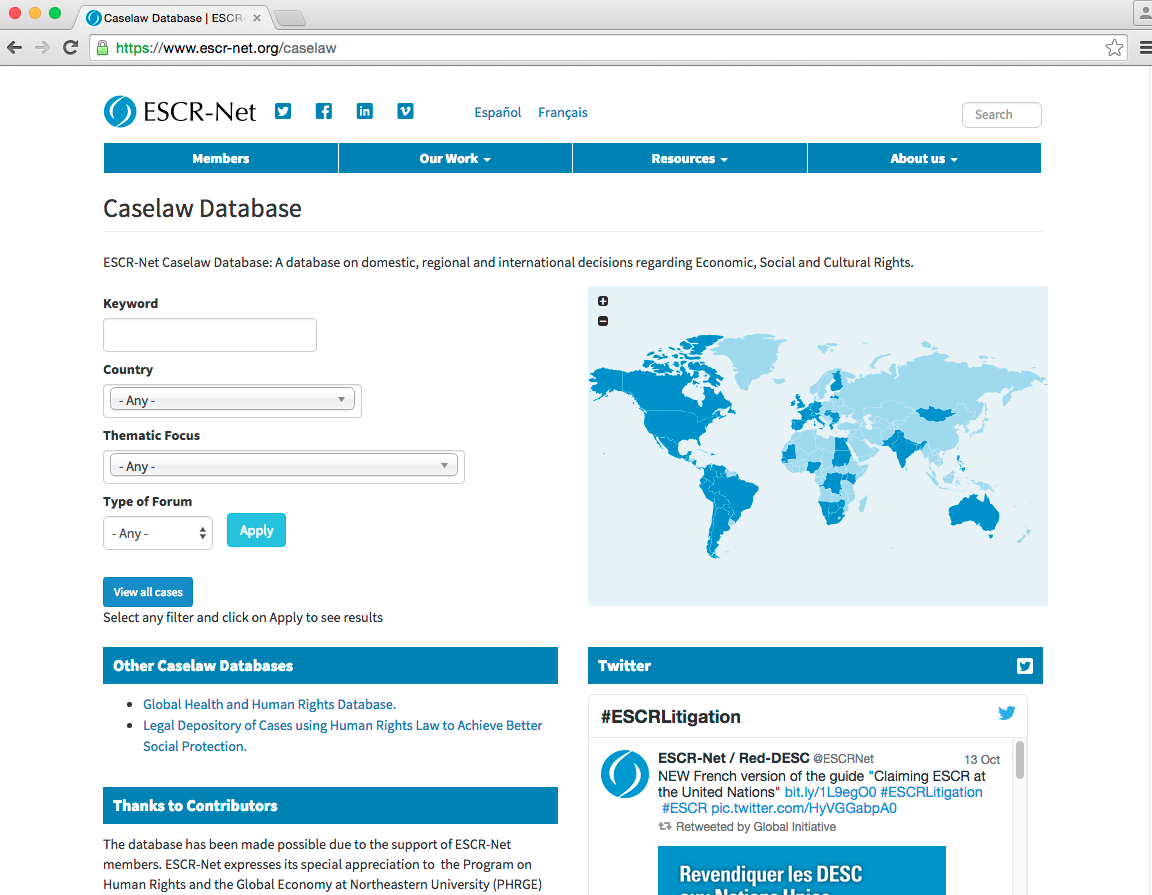 Caselaw Database | ESCR-
https://www.escr-net.org/caselaw
ESCR-Net
Español Français
Search
Members Our Work Resources About us
Caselaw Database
ESCR-Net Caselaw Database: A database on domestic, regional and international decisions regarding Economic, Social and Cultural Rights.
Keyword
Country
- Any -
Thematic Focus
- Any -
Type of Forum
- Any -
Apply
View all cases
Select any filter and click on Apply to see results
Other Caselaw Databases
Global Health and Human Rights Database.
Legal Depository of Cases using Human Rights Law to Achieve Better
Social Protection.
Thanks to Contributors
The database has been made possible due to the support of ESCR-Net
members. ESCR-Net expresses its special appreciation to the Program on
Human Rights and the Global Economy at Northeastern University (PHRGE)
Twitter
#ESCRLitigation
ESCR-Net / Red-DESC @ESCRNet 13 Oct
NEW French version of the guide "Claiming ESCR at
the United Nations" bit.ly/1L9egO0 #ESCRLitigation
#ESCR pic.twitter.com/HyVGGabpA0
Retweeted by Global Initiative
Revendiquer les DESC
aux Nations Unies